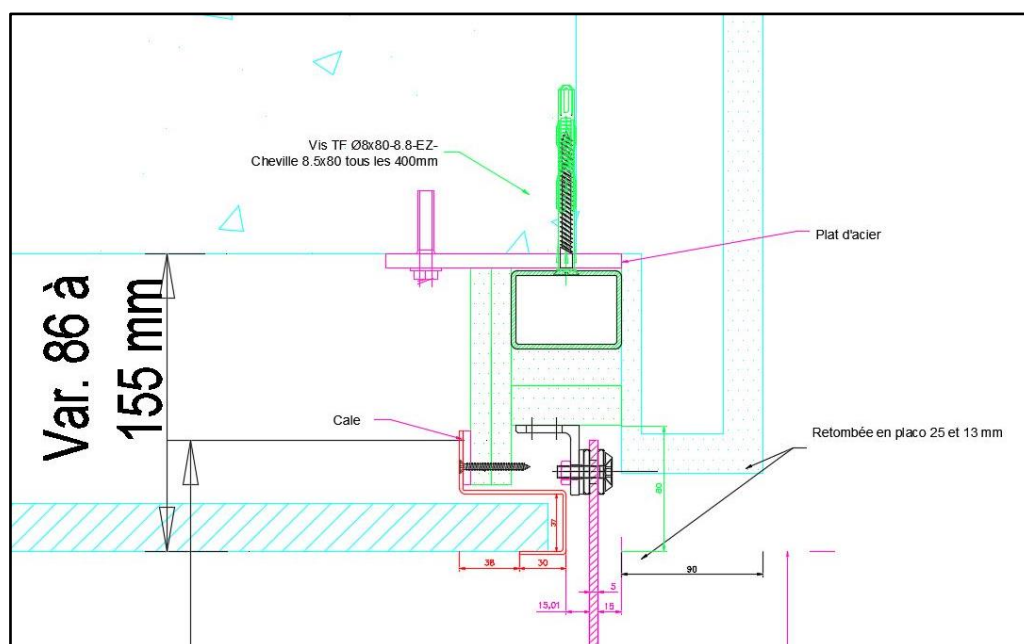 Vis TF Ø8x80-8.8-EZ-
Cheville 8.5x80 tous les 400mm
Plat d'acier
Var. 86 à
155 mm
Cale
Retombée en placo 25 et 13 mm
80
37
38
30
90
5
15,01
15